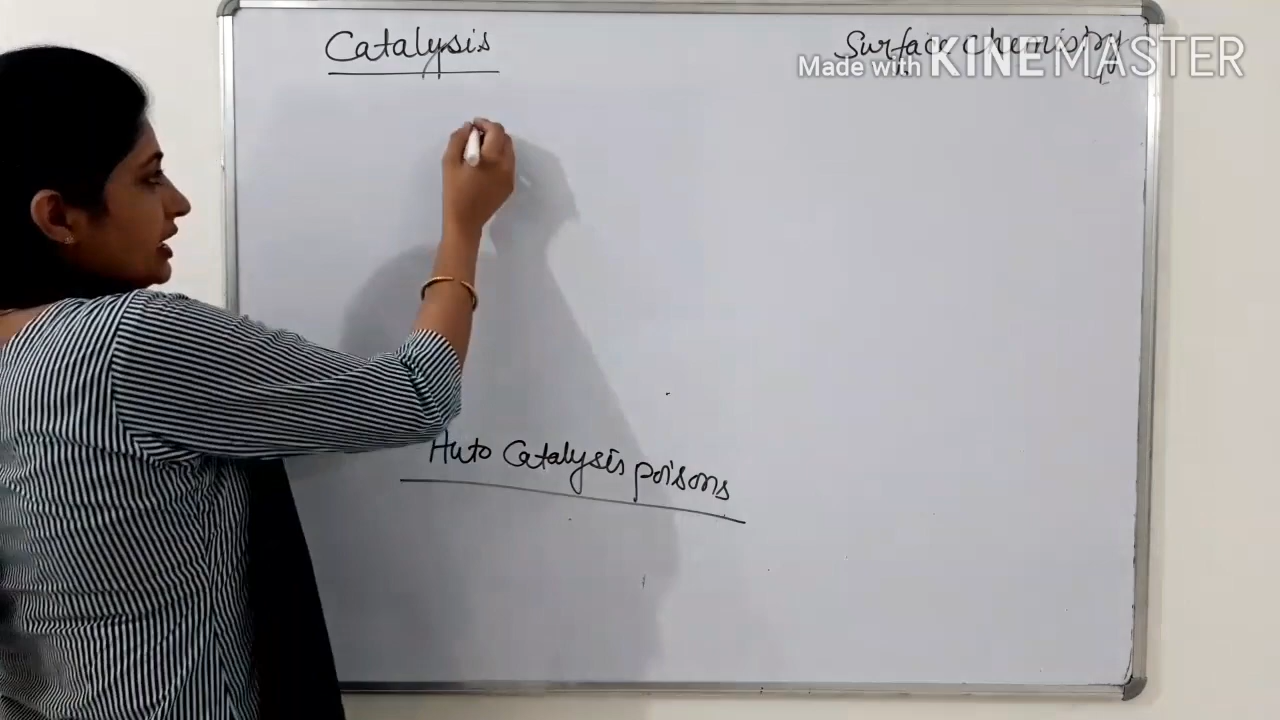 Catalysis
Surface Chemistry
Made with KINEMASTER
Auto Catalysis poisons